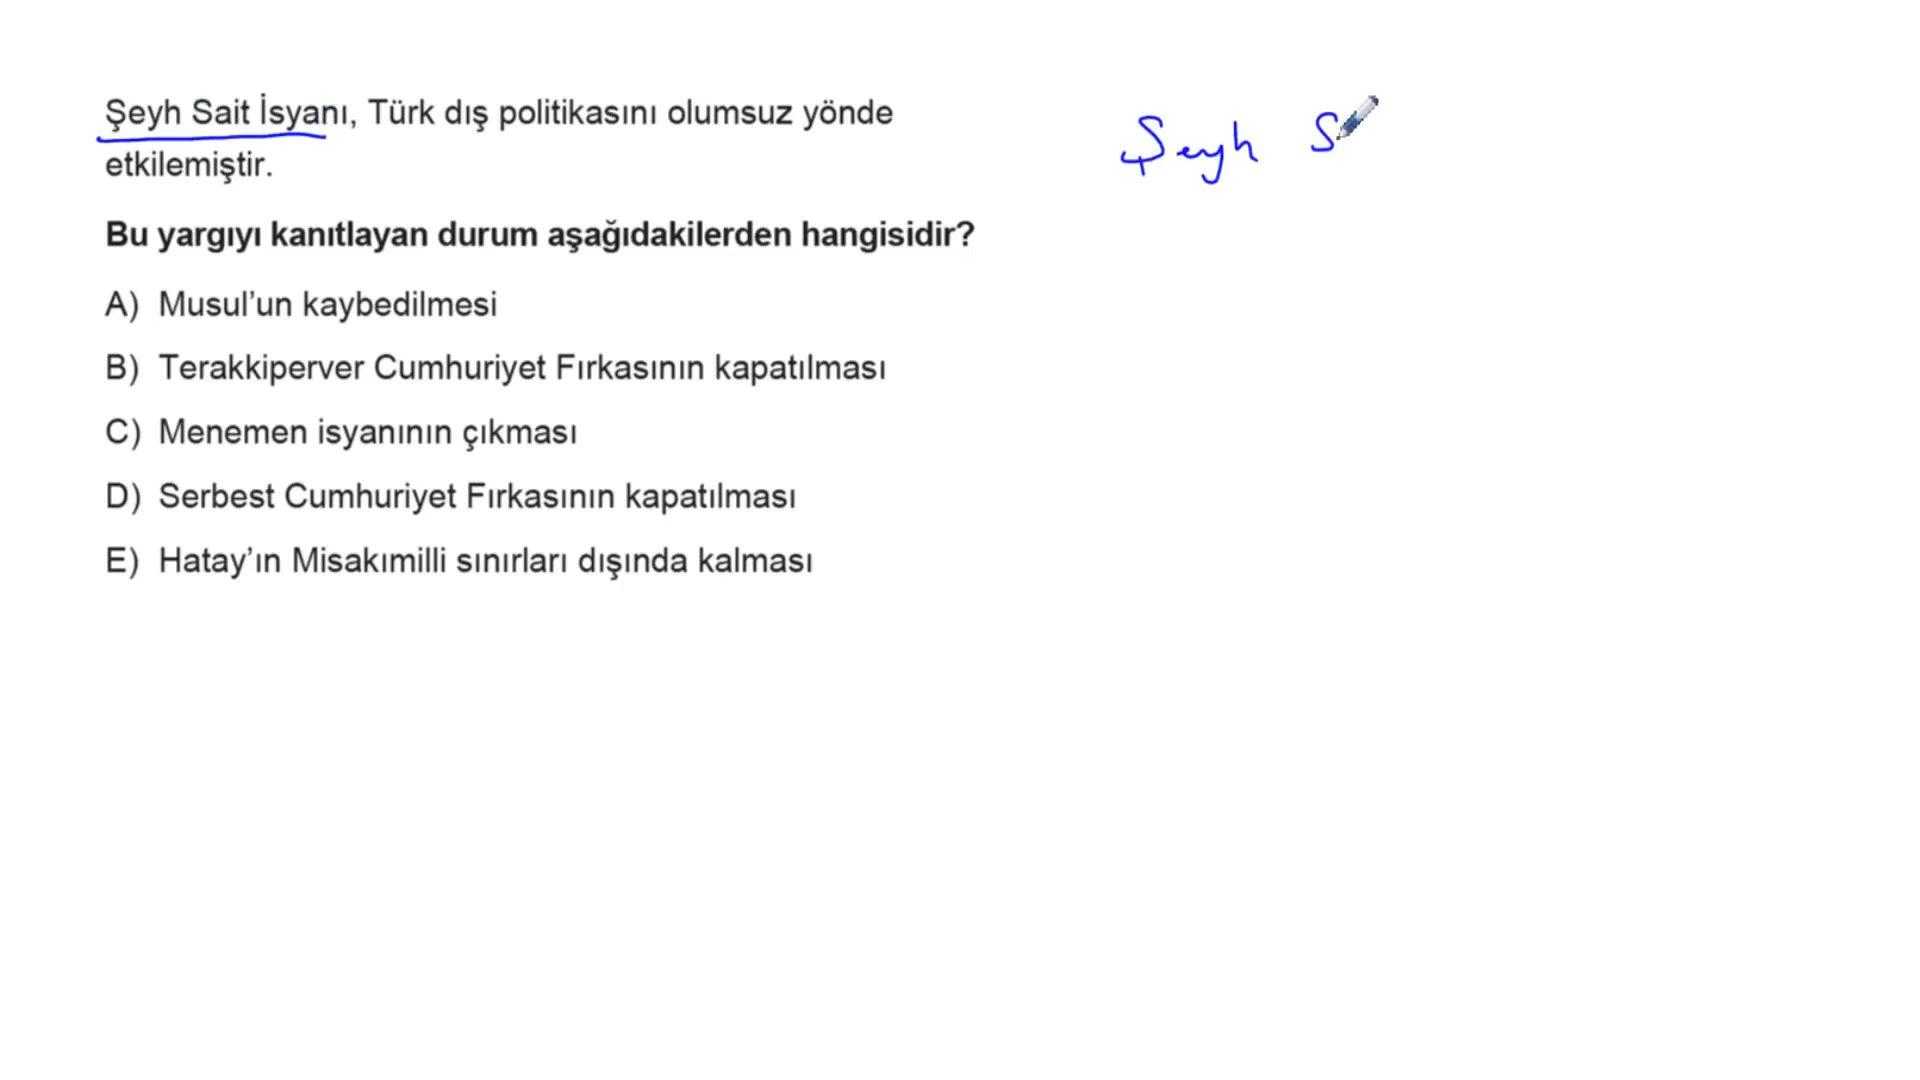 Şeyh Sait İsyanı, Türk dış politikasını olumsuz yönde
etkilemiştir.
Bu yargıyı kanıtlayan durum aşağıdakilerden hangisidir?
A) Musul'un kaybedilmesi
B) Terakkiperver Cumhuriyet Fırkasının kapatılması
C) Menemen isyanının çıkması
D) Serbest Cumhuriyet Fırkasının kapatılması
E) Hatay'ın Misakımilli sınırları dışında kalması
Şeyh S